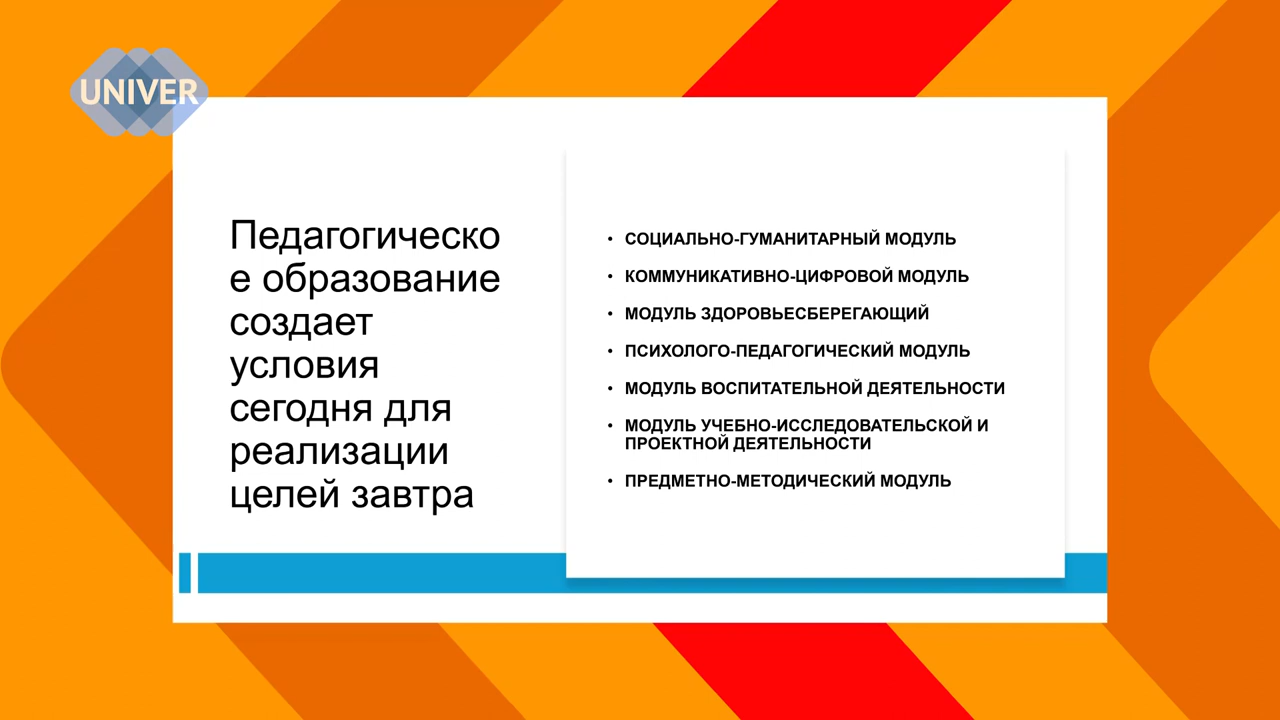 UNIVER
Педагогическо
е образование
создает
условия
сегодня для
реализации
целей завтра
• СОЦИАЛЬНО-ГУМАНИТАРНЫЙ МОДУЛЬ
• КОММУНИКАТИВНО-ЦИФРОВОЙ МОДУЛЬ
• МОДУЛЬ ЗДОРОВЬЕСБЕРЕГАЮЩИЙ
• ПСИХОЛОГО-ПЕДАГОГИЧЕСКИЙ МОДУЛЬ
• МОДУЛЬ ВОСПИТАТЕЛЬНОЙ ДЕЯТЕЛЬНОСТИ
• МОДУЛЬ УЧЕБНО-ИССЛЕДОВАТЕЛЬСКОЙ И
ПРОЕКТНОЙ ДЕЯТЕЛЬНОСТИ
• ПРЕДМЕТНО-МЕТОДИЧЕСКИЙ МОДУЛЬ